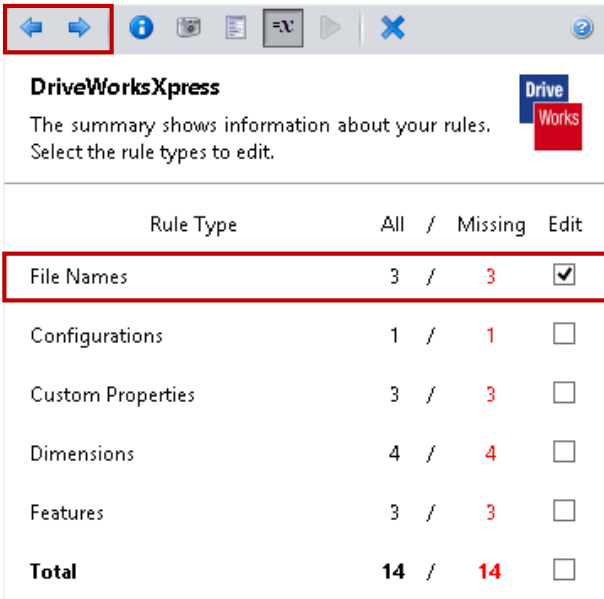 =x
?
DriveWorksXpress
The summary shows information about your rules.
Select the rule types to edit.
Drive
Works
Rule Type All / Missing Edit
File Names 3 / 3
Configurations 1 / 1
Custom Properties 3 / 3
Dimensions 4 / 4
Features 3 / 3
Total 14 / 14